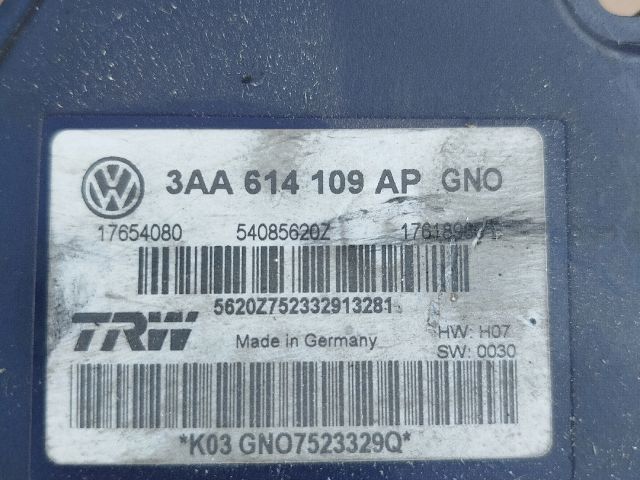 3AA 614 109 AP GNO
17654080 54085620Z
5620Z752332913281
TRW Made in Germany HW: H07
SW: 0030
*K03 GNO7523329Q*